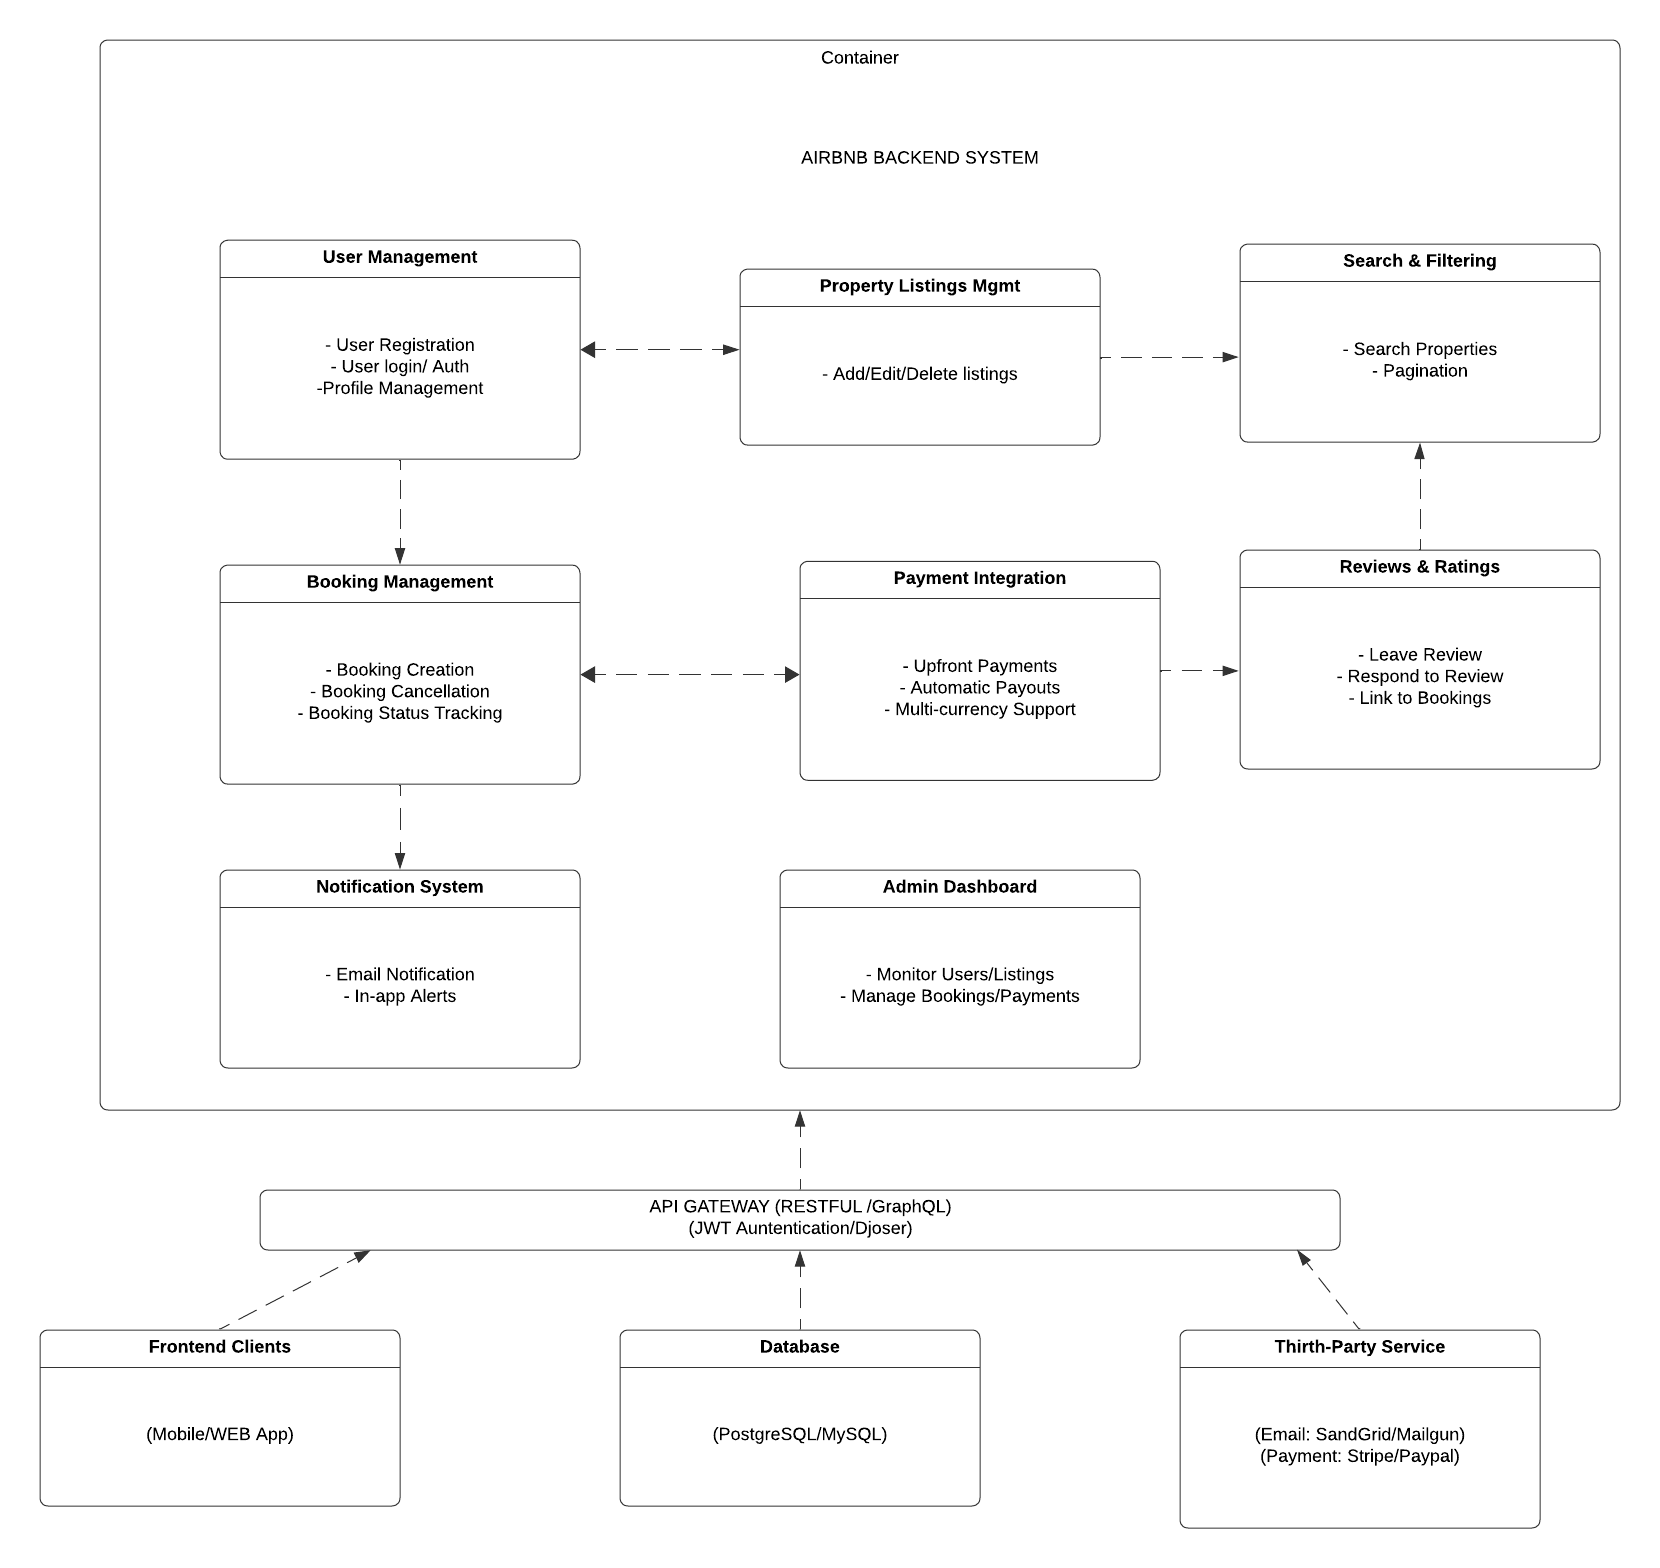 Container
AIRBNB BACKEND SYSTEM
User Management
- User Registration
- User login/ Auth
-Profile Management
Property Listings Mgmt
- Add/Edit/Delete listings
Search & Filtering
- Search Properties
- Pagination
Booking Management
- Booking Creation
- Booking Cancellation
- Booking Status Tracking
Payment Integration
- Upfront Payments
- Automatic Payouts
- Multi-currency Support
Reviews & Ratings
- Leave Review
- Respond to Review
- Link to Bookings
Notification System
- Email Notification
- In-app Alerts
Admin Dashboard
- Monitor Users/Listings
- Manage Bookings/Payments
API GATEWAY (RESTFUL /GraphQL)
(JWT Auntentication/Djoser)
Frontend Clients
(Mobile/WEB App)
Database
(PostgreSQL/MySQL)
Thirth-Party Service
(Email: SandGrid/Mailgun)
(Payment: Stripe/Paypal)